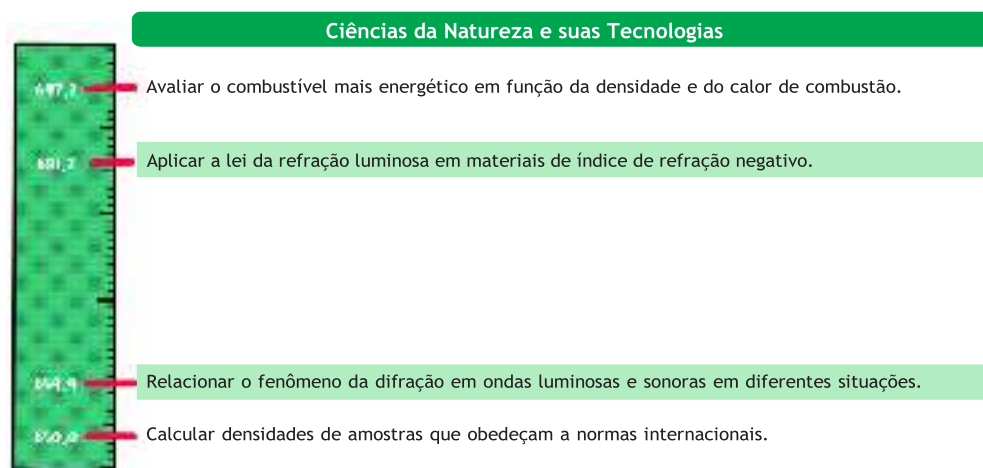 Ciências da Natureza e suas Tecnologias
Avaliar o combustível mais energético em função da densidade e do calor de combustão.
Aplicar a lei da refração luminosa em materiais de índice de refração negativo.
Relacionar o fenômeno da difração em ondas luminosas e sonoras em diferentes situações.
Calcular densidades de amostras que obedeçam a normas internacionais.